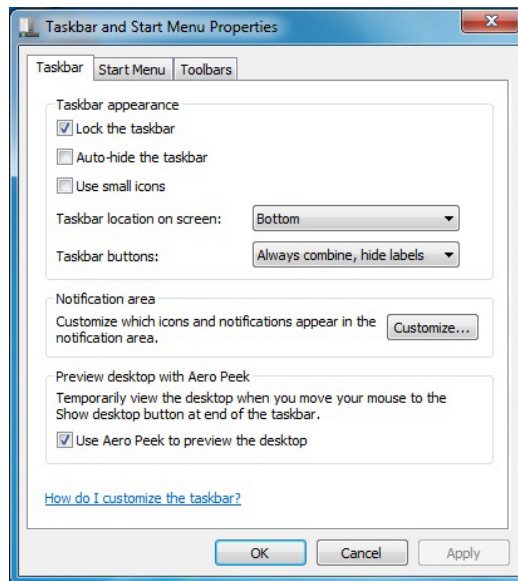 Taskbar and Start Menu Properties
Taskbar
Start Menu
Toolbars
Taskbar appearance
Lock the taskbar
Auto-hide the taskbar
Use small icons
Taskbar location on screen:
Bottom
Taskbar buttons:
Always combine, hide labels
Notification area
Customize which icons and notifications appear in the
notification area.
Customize...
Preview desktop with Aero Peek
Temporarily view the desktop when you move your mouse to the
Show desktop button at end of the taskbar.
Use Aero Peek to preview the desktop
How do I customize the taskbar?
OK
Cancel
Apply